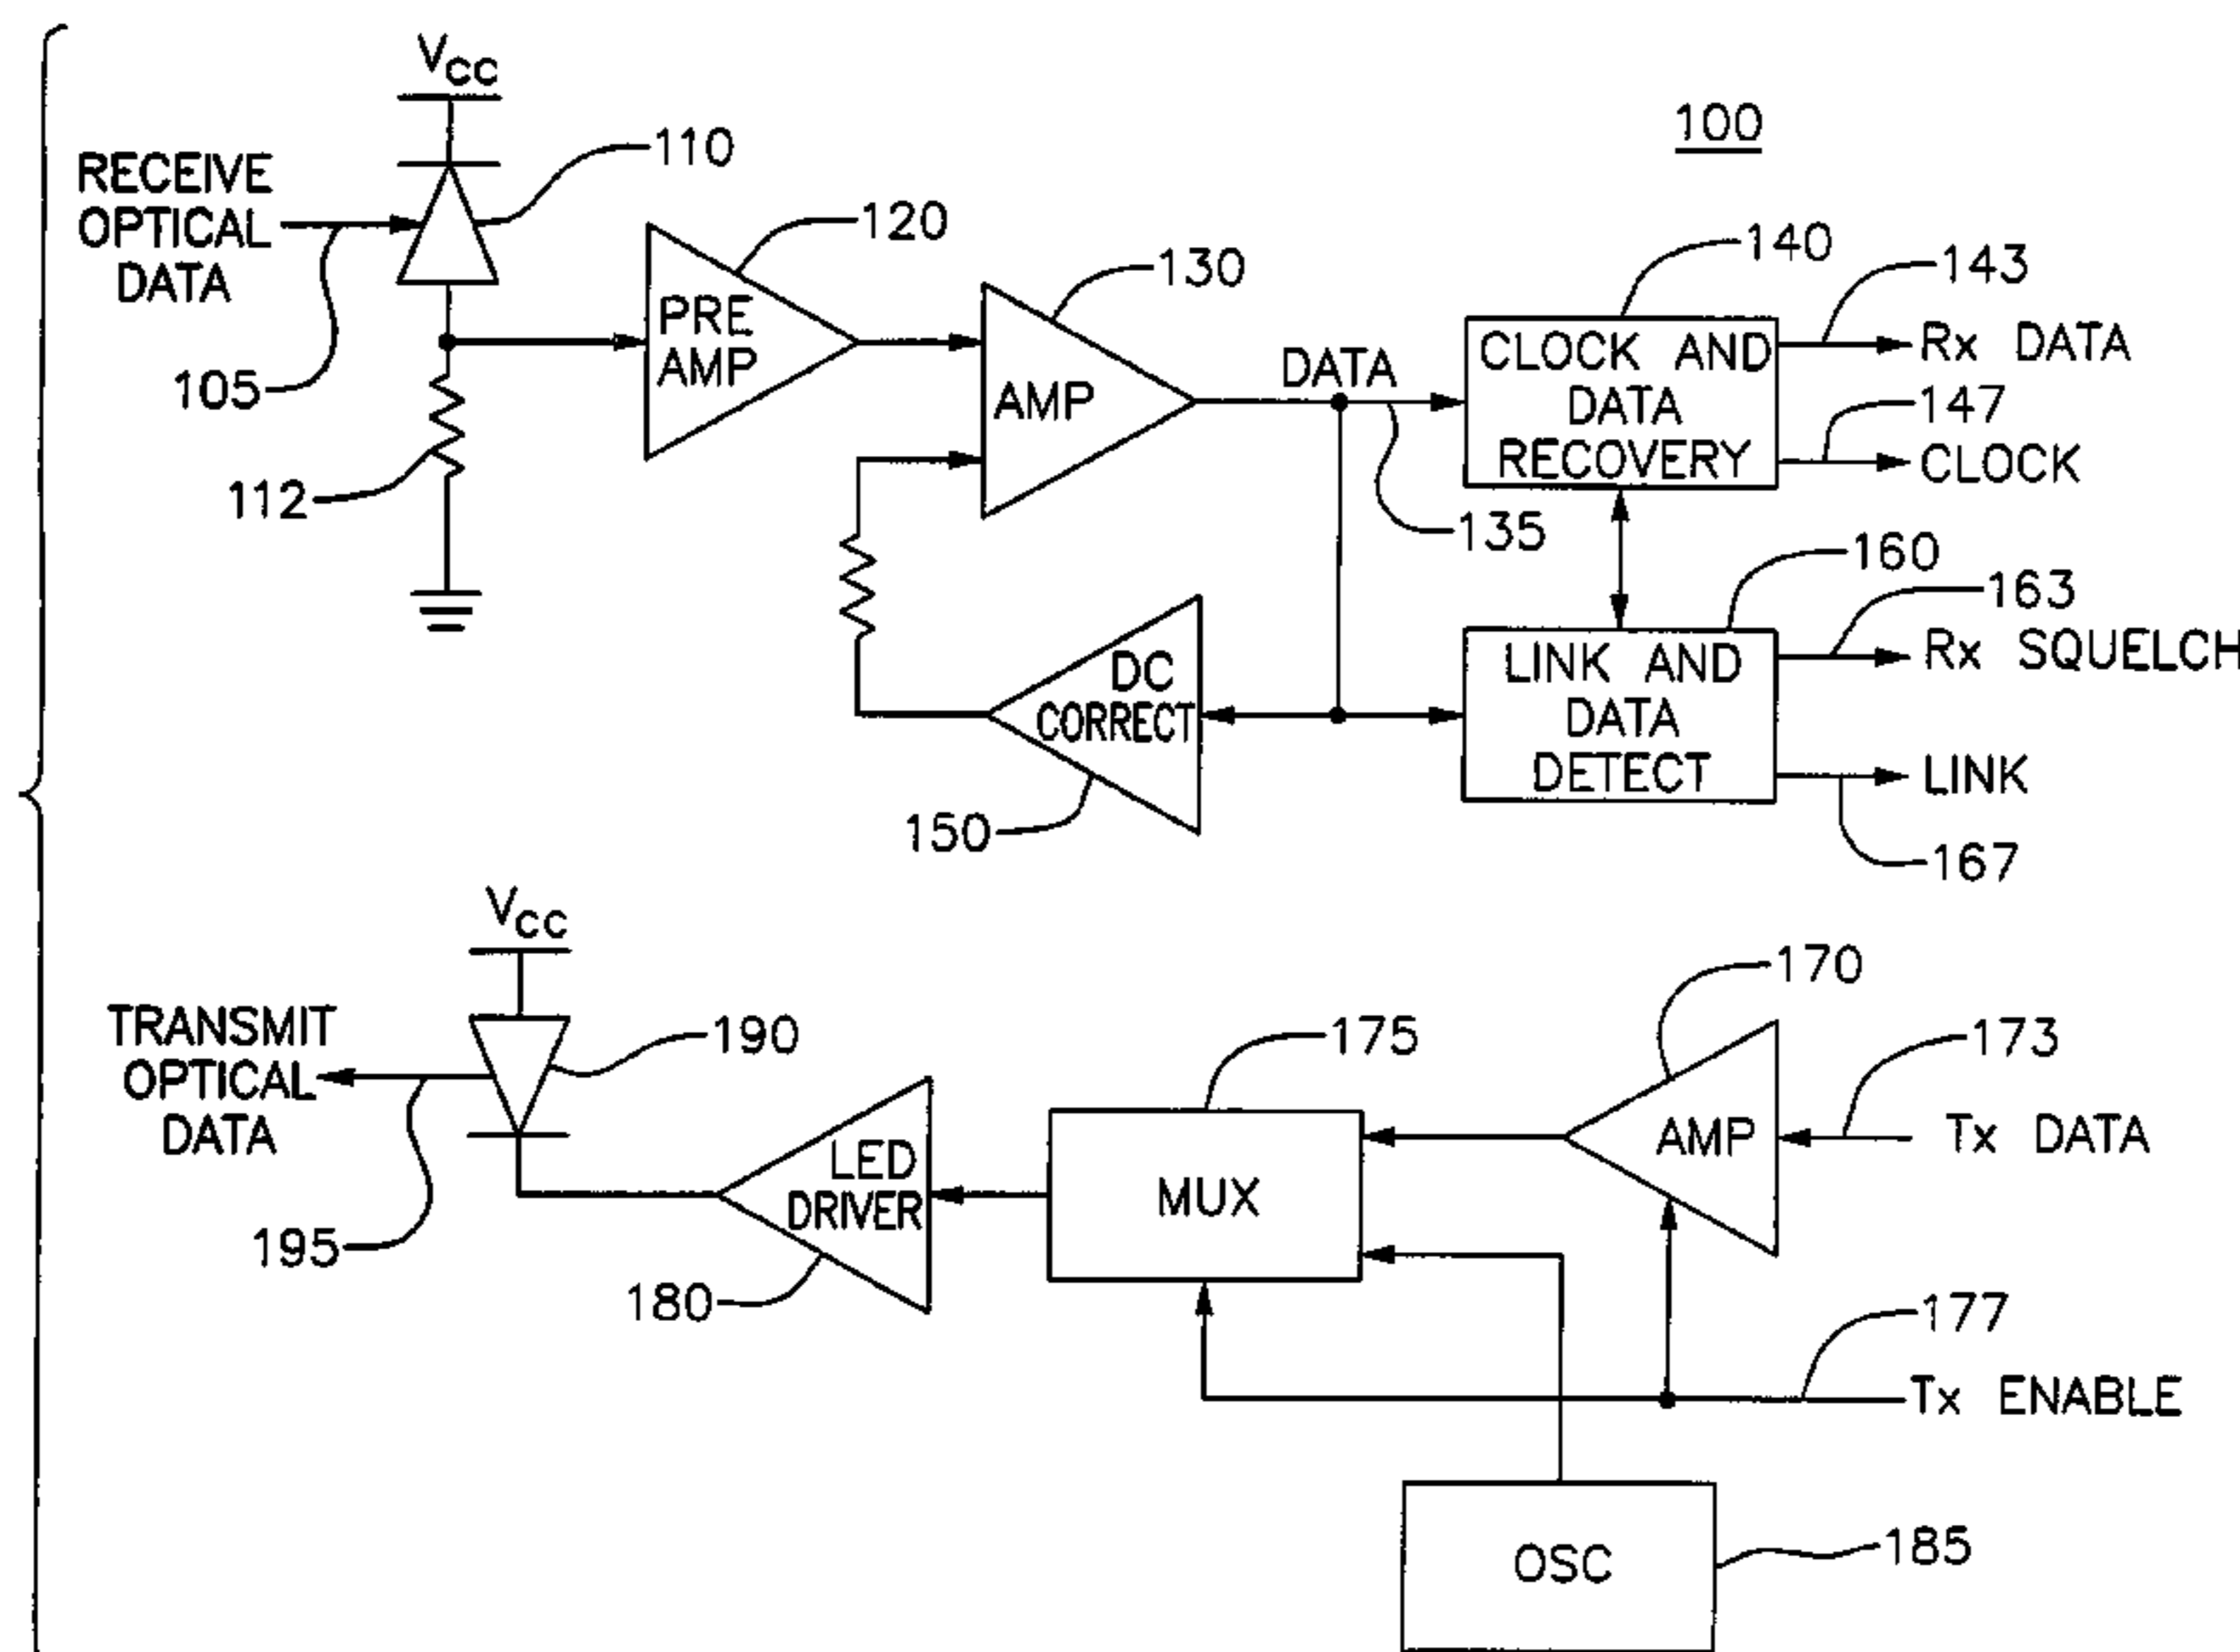 VCC
110
100
RECEIVE
OPTICAL
DATA
120
130
140
143
PRE
AMP
AMP
DATA
CLOCK AND
DATA
RECOVERY
Rx DATA
147
CLOCK
105
112
135
160
163
LINK AND
DATA
DETECT
Rx SQUELCH
LINK
DC
CORRECT
150
167
VCC
170
TRANSMIT
OPTICAL
DATA
190
175
173
LED
DRIVER
MUX
AMP
Tx DATA
195
180
177
Tx ENABLE
OSC
185